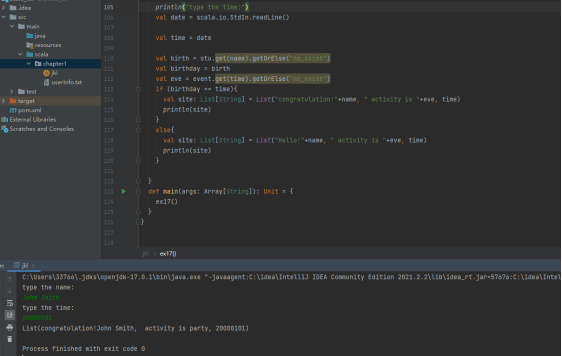 .idea
src
main
java
resources
scala
chapter1
jkl
userInfo.txt
test
target
pom.xml
External Libraries
Scratches and Consoles
105 println("type the time:")
106 val date = scala.io.StdIn.readLine()
107
108 val time = date
109
110 val birth = stu.get(name).getOrElse("no_exist")
111 val birthday = birth
112 val eve = event.get(time).getOrElse("no_exist")
113 if (birthday == time){
114 val site: List[String] = List("congratulation!"+name, " activity is "+eve, time)
115 println(site)
116 }
117 else{
118 val site: List[String] = List("Hello!"+name, " activity is "+eve, time)
119 println(site)
120 }
121
122 }
123 def main(args: Array[String]): Unit = {
124 ex17()
125 }
126 }
127
128
jkl > ex17()
jkl
C:\Users\33766\.jdks\openjdk-17.0.1\bin\java.exe "-javaagent:C:\idea\IntelliJ IDEA Community Edition 2021.2.2\lib\idea_rt.jar=57676:C:\idea\Intel
type the name:
John Smith
type the time:
20000101
List(congratulation!John Smith,  activity is party, 20000101)
Process finished with exit code 0